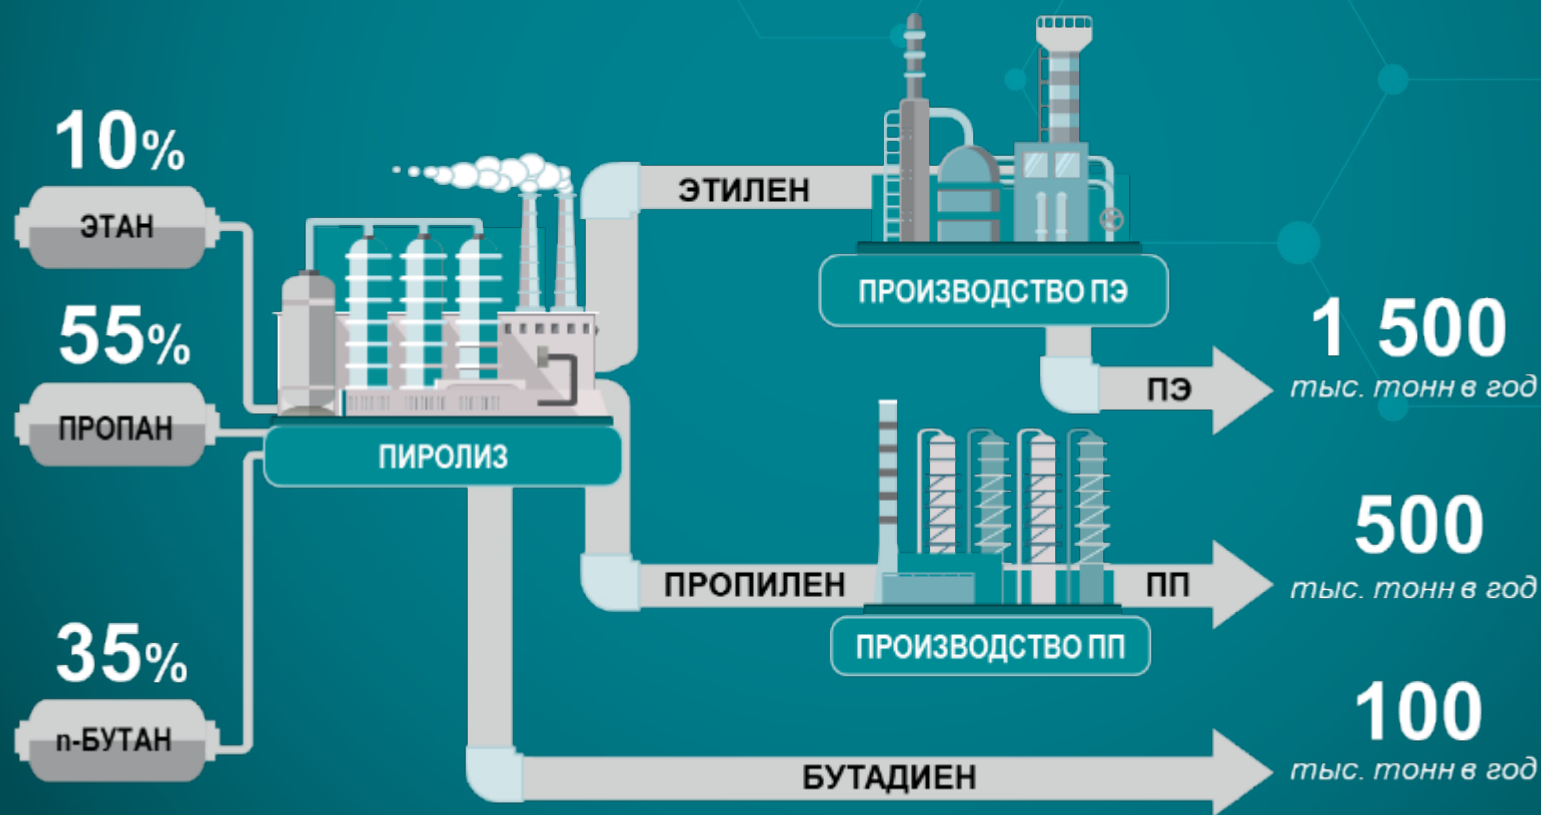 10%
ЭТАН
55%
ПРОПАН
35%
n-БУТАН
ПИРОЛИЗ
ЭТИЛЕН
ПРОИЗВОДСТВО ПЭ
ПЭ
1 500
тыс. тонн в год
ПРОПИЛЕН
ПРОИЗВОДСТВО ПП
ПП
500
тыс. тонн в год
БУТАДИЕН
100
тыс. тонн в год